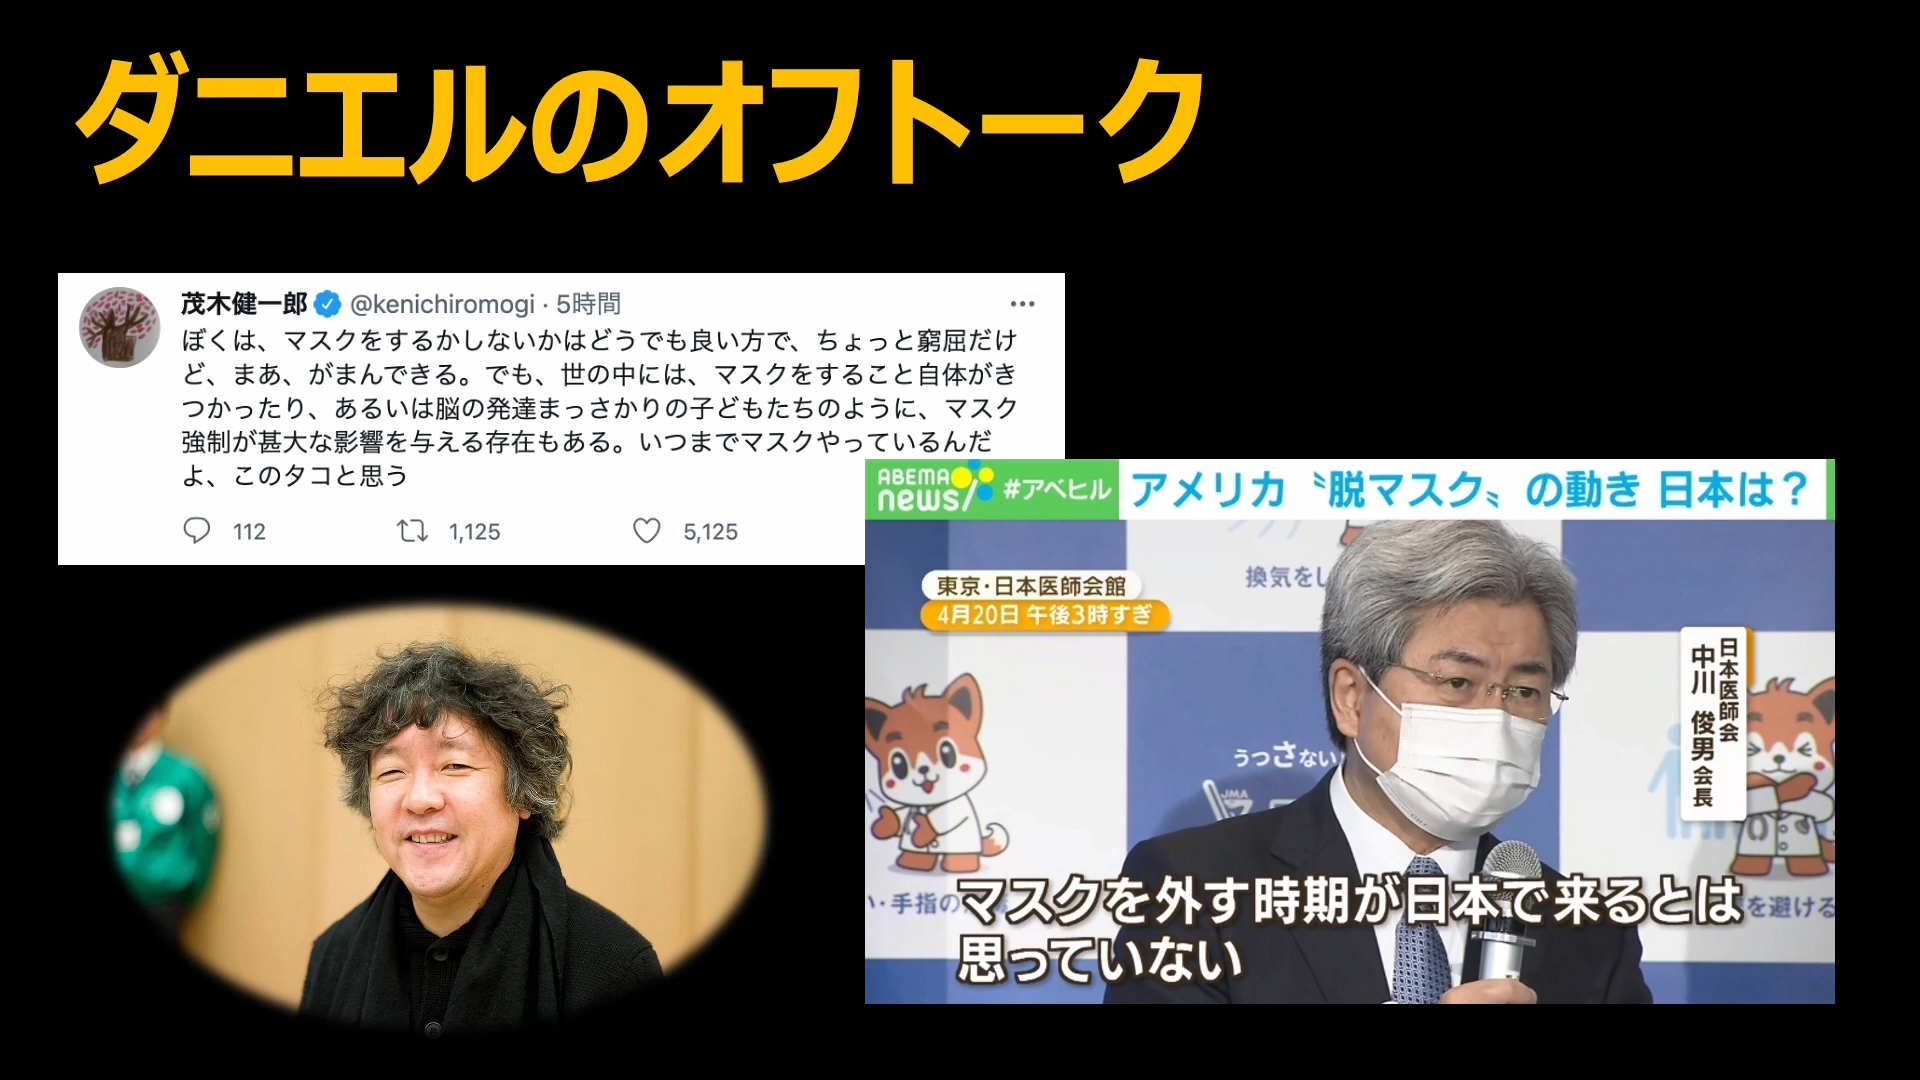 ダニエルのオフトーク
茂木健一郎 @kenichiromogi · 5時間
ぼくは、マスクをするかしないかはどうでも良い方で、ちょっと窮屈だけ
ど、まあ、がまんできる。でも、世の中には、マスクをすること自体がき
つかったり、あるいは脳の発達まっさかりの子どもたちのように、マスク
強制が甚大な影響を与える存在もある。いつまでマスクやっているんだ
よ、このタコと思う
112 1,125 5,125
ABEMA
news/
#アベヒル
アメリカ〝脱マスク〟の動き 日本は?
東京・日本医師会館
4月20日 午後3時すぎ
換気をし
日本医師会
中川 俊男 会長
うつさない
JMA
い・手指の
を避ける
マスクを外す時期が日本で来るとは
思っていない